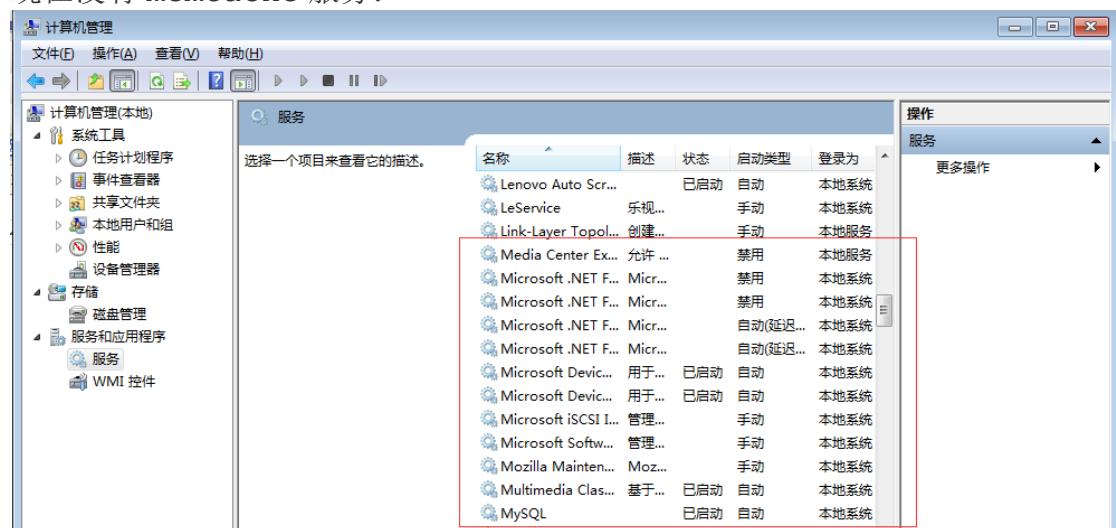 计算机管理
文件(F) 操作(A) 查看(V) 帮助(H)
计算机管理(本地)
系统工具
任务计划程序
事件查看器
共享文件夹
本地用户和组
性能
设备管理器
存储
磁盘管理
服务和应用程序
服务
WMI 控件
服务
选择一个项目来查看它的描述。
名称 描述 状态 启动类型 登录为
Lenovo Auto Scr... 已启动 自动 本地系统
LeService 乐视... 手动 本地系统
Link-Layer Topol... 创建... 手动 本地服务
Media Center Ex... 允许 ... 禁用 本地服务
Microsoft .NET F... Micr... 禁用 本地系统
Microsoft .NET F... Micr... 禁用 本地系统
Microsoft .NET F... Micr... 自动(延迟... 本地系统
Microsoft .NET F... Micr... 自动(延迟... 本地系统
Microsoft Devic... 用于... 已启动 自动 本地系统
Microsoft Devic... 用于... 已启动 自动 本地系统
Microsoft iSCSI I... 管理... 手动 本地系统
Microsoft Softw... 管理... 手动 本地系统
Mozilla Mainten... Moz... 手动 本地系统
Multimedia Clas... 基于... 已启动 自动 本地系统
MySQL 已启动 自动 本地系统
操作
服务
更多操作